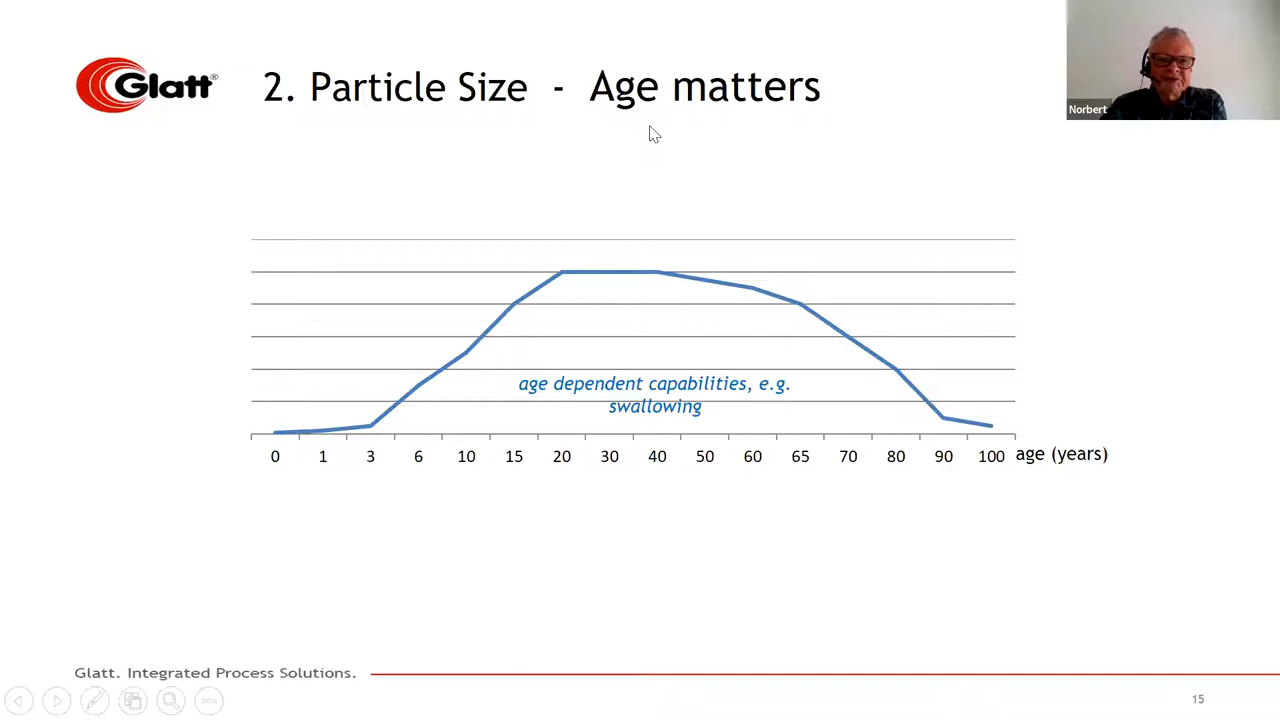 Glatt®
2. Particle Size - Age matters
Norbert
age dependent capabilities, e.g.
swallowing
0 1 3 6 10 15 20 30 40 50 60 65 70 80 90 100 age (years)
Glatt. Integrated Process Solutions.
15